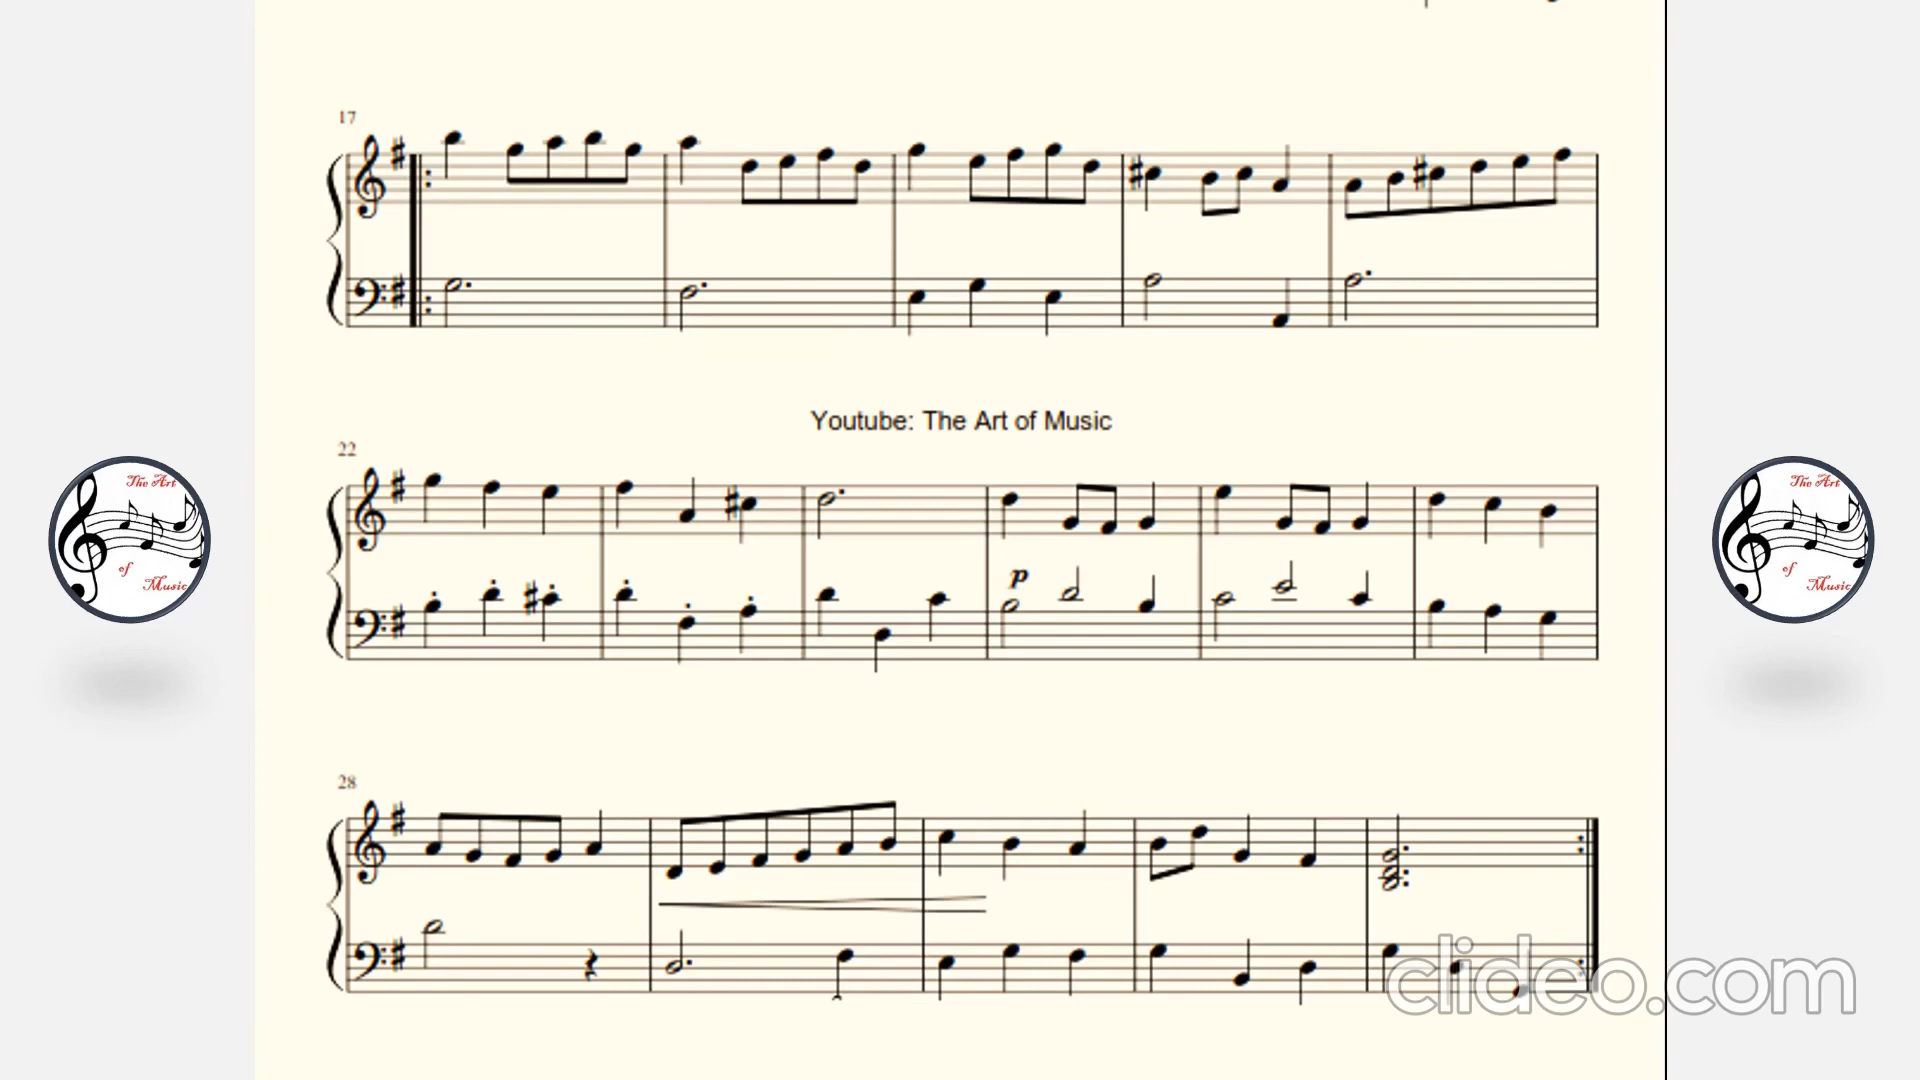 17
Youtube: The Art of Music
22
The Art
of
Music
The Art
of
Music
p
28
clideo.com